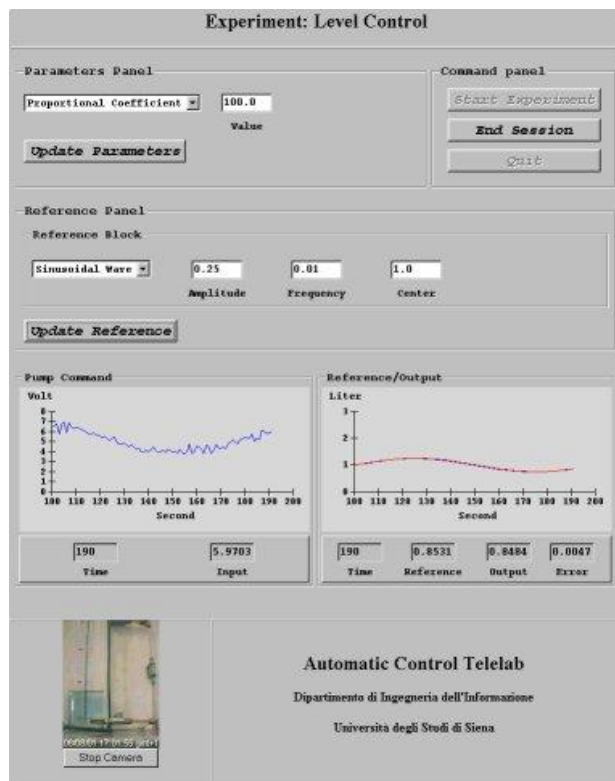 Experiment: Level Control
Parameters Panel
Proportional Coefficient
100.0
Value
Update Parameters
Command panel
Start Experiment
End Session
Quit
Reference Panel
Reference Block
Sinusoidal Wave
0.25
0.01
1.0
Amplitude
Frequency
Center
Update Reference
Pump Command
Volt
8
7
6
5
4
3
2
1
0
100 110 120 130 140 150 160 170 180 190 200
Second
190
5.9703
Time
Input
Reference/Output
Liter
3
2
1
0
100 110 120 130 140 150 160 170 180 190 200
Second
190
0.8531
0.8484
0.0047
Time
Reference
Output
Error
Stop Camera
Automatic Control Telelab
Dipartimento di Ingegneria dell'Informazione
Università degli Studi di Siena